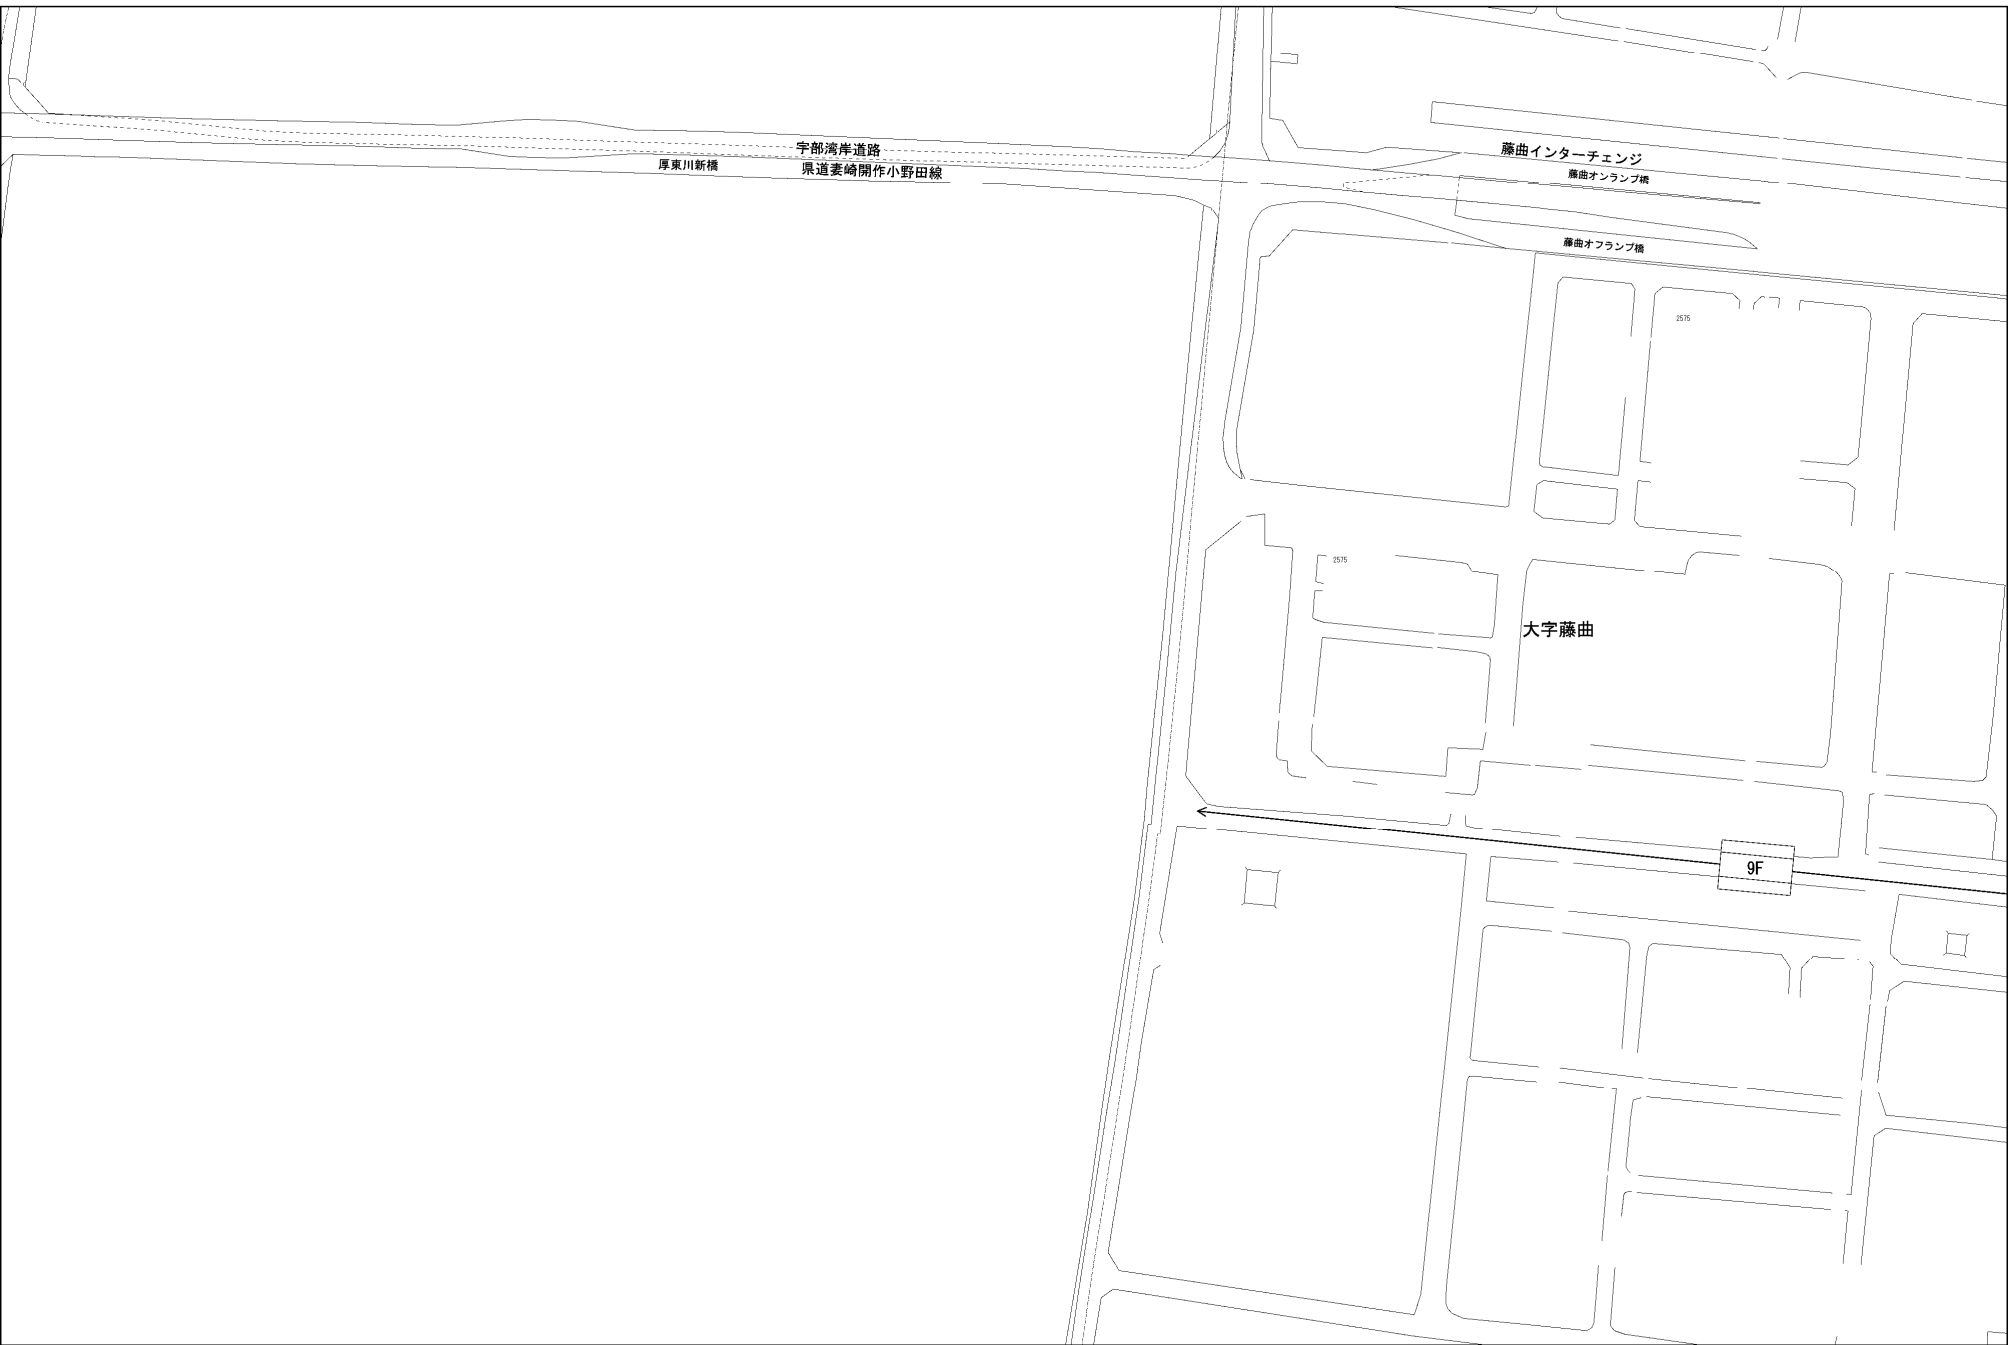 宇部湾岸道路
藤曲インターチェンジ
厚東川新橋
県道妻崎開作小野田線
藤曲オンランプ橋
藤曲オフランプ橋
2575
2575
大字藤曲
9F